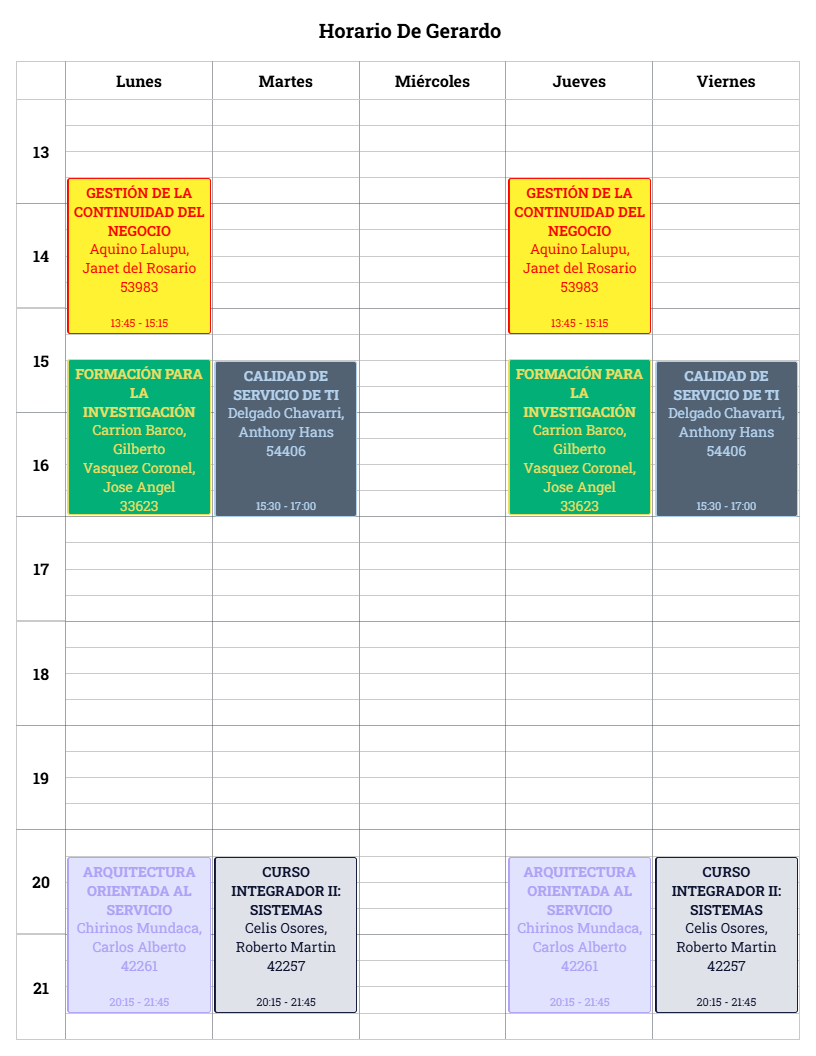 Horario De Gerardo
Lunes
Martes
Miércoles
Jueves
Viernes
13
14
15
16
17
18
19
20
21
GESTIÓN DE LA
CONTINUIDAD DEL
NEGOCIO
Aquino Lalupu,
Janet del Rosario
53983
13:45 - 15:15
FORMACIÓN PARA
LA
INVESTIGACIÓN
Carrion Barco,
Gilberto
Vasquez Coronel,
Jose Angel
33623
ARQUITECTURA
ORIENTADA AL
SERVICIO
Chirinos Mundaca,
Carlos Alberto
42261
20:15 - 21:45
CALIDAD DE
SERVICIO DE TI
Delgado Chavarri,
Anthony Hans
54406
15:30 - 17:00
CURSO
INTEGRADOR II:
SISTEMAS
Celis Osores,
Roberto Martin
42257
20:15 - 21:45
GESTIÓN DE LA
CONTINUIDAD DEL
NEGOCIO
Aquino Lalupu,
Janet del Rosario
53983
13:45 - 15:15
FORMACIÓN PARA
LA
INVESTIGACIÓN
Carrion Barco,
Gilberto
Vasquez Coronel,
Jose Angel
33623
ARQUITECTURA
ORIENTADA AL
SERVICIO
Chirinos Mundaca,
Carlos Alberto
42261
20:15 - 21:45
CALIDAD DE
SERVICIO DE TI
Delgado Chavarri,
Anthony Hans
54406
15:30 - 17:00
CURSO
INTEGRADOR II:
SISTEMAS
Celis Osores,
Roberto Martin
42257
20:15 - 21:45